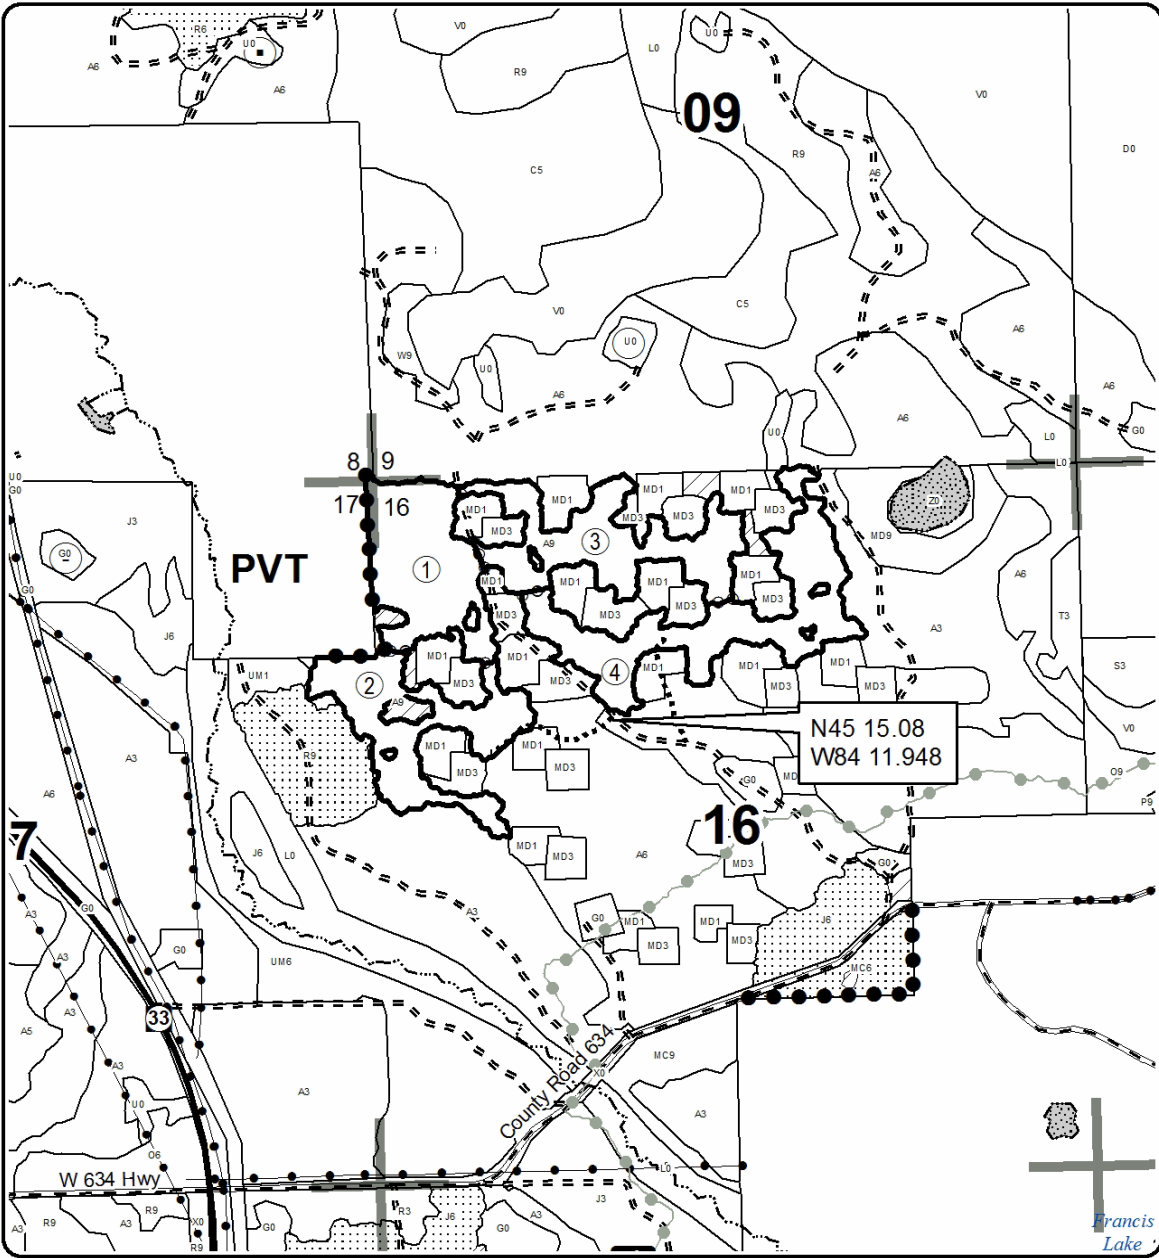 R6
U0
V0
L0
U0
A6
R9
A6
V0
09
D0
R9
C5
A6
V0
C5
W9
U0
U0
A6
A6
A6
A6
G0
U0
L0
L0
8 9
U0
G0
17 16
MD1
MD1
MD1
Z0
J3
MD1
MD3
MD3
MD3
MD3
A9
3
MD9
G0
PVT
1
MD1
MD1
MD1
MD1
A6
G0
MD3
MD3
MD3
MD3
T3
J6
A3
MD1
MD1
4
MD1
MD1
MD1
S3
UM1
2
MD3
MD3
MD3
MD3
A9
N45 15.08
W84 11.948
V0
R9
MD1
MD1
A3
MD3
MD3
G0
MD
O9
A6
P9
7
16
MD1
MD3
J6
L0
A6
MD3
G0
G0
A3
A3
G0
MD1
MD1
J6
MD3
MD3
G0
A3
UM6
MC6
A3
33
A5
County Road 634
MC9
A3
X0
A3
U0
A3
O6
L0
W 634 Hwy
J3
R9
R9
A3
A3
X0
R9
G0
R3
J6
G0
A3
Francis
Lake